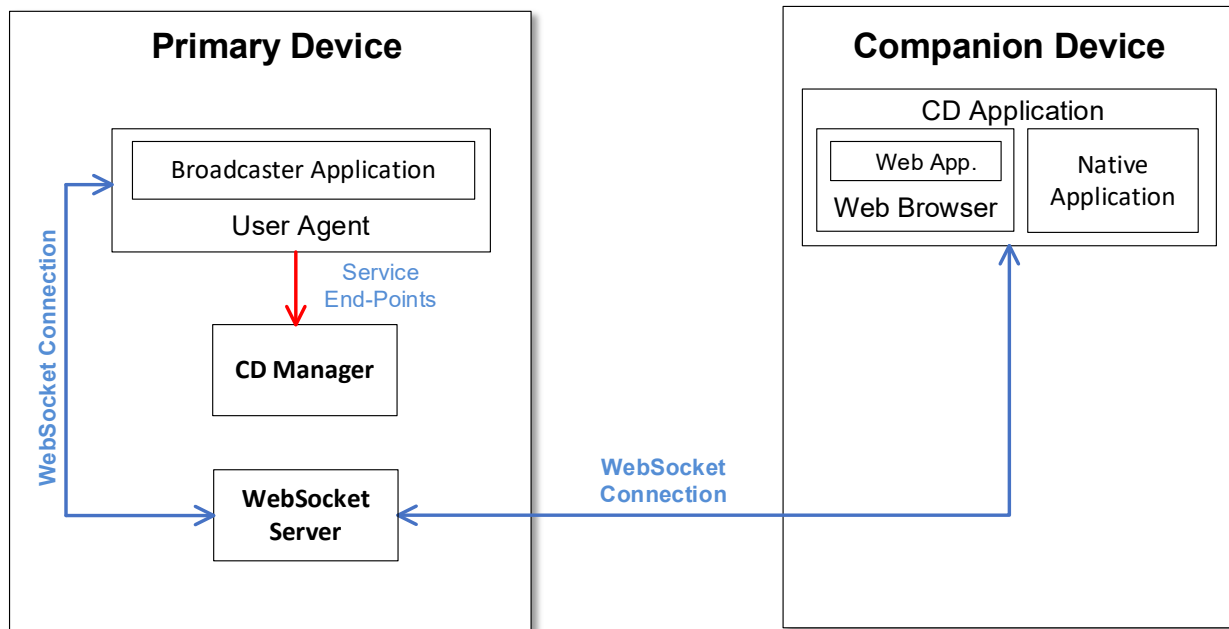 Primary Device
Broadcaster Application
User Agent
Service
End-Points
CD Manager
WebSocket Connection
WebSocket
Server
WebSocket
Connection
Companion Device
CD Application
Web App.
Web Browser
Native
Application